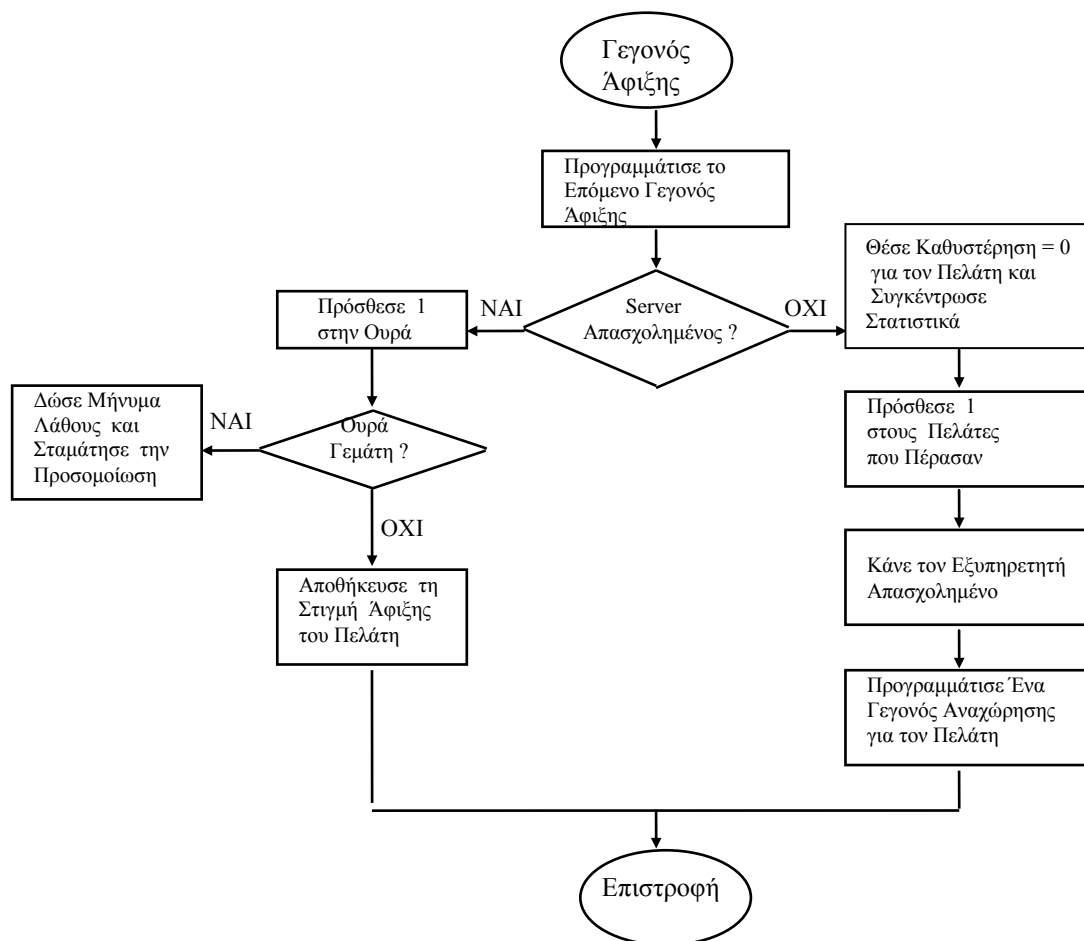 Γεγονός
Άφιξης
Προγραμμάτισε το
Επόμενο Γεγονός
Άφιξης
Server
Απασχολημένος ?
ΝΑΙ
ΟΧΙ
Πρόσθεσε 1
στην Ουρά
Ουρά
Γεμάτη ?
ΝΑΙ
Δώσε Μήνυμα
Λάθους και
Σταμάτησε την
Προσομοίωση
ΟΧΙ
Αποθήκευσε τη
Στιγμή Άφιξης
του Πελάτη
Θέσε Καθυστέρηση = 0
για τον Πελάτη και
Συγκέντρωσε
Στατιστικά
Πρόσθεσε 1
στους Πελάτες
που Πέρασαν
Κάνε τον Εξυπηρετητή
Απασχολημένο
Προγραμμάτισε Ένα
Γεγονός Αναχώρησης
για τον Πελάτη
Επιστροφή